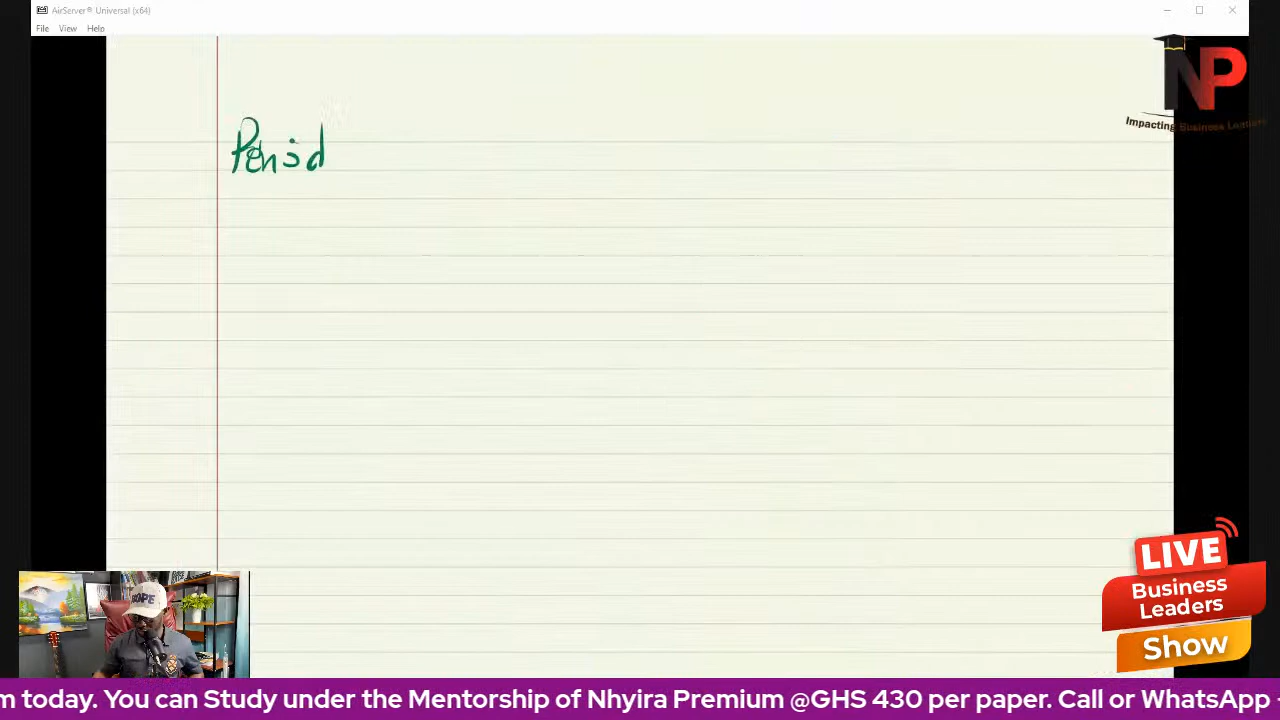 AirServer® Universal (x64)
File View Help
NP
Impacting Business Leaders
Period
HOPE
LIVE
Business
Leaders
Show
m today. You can Study under the Mentorship of Nhyira Premium @GHS 430 per paper. Call or WhatsApp